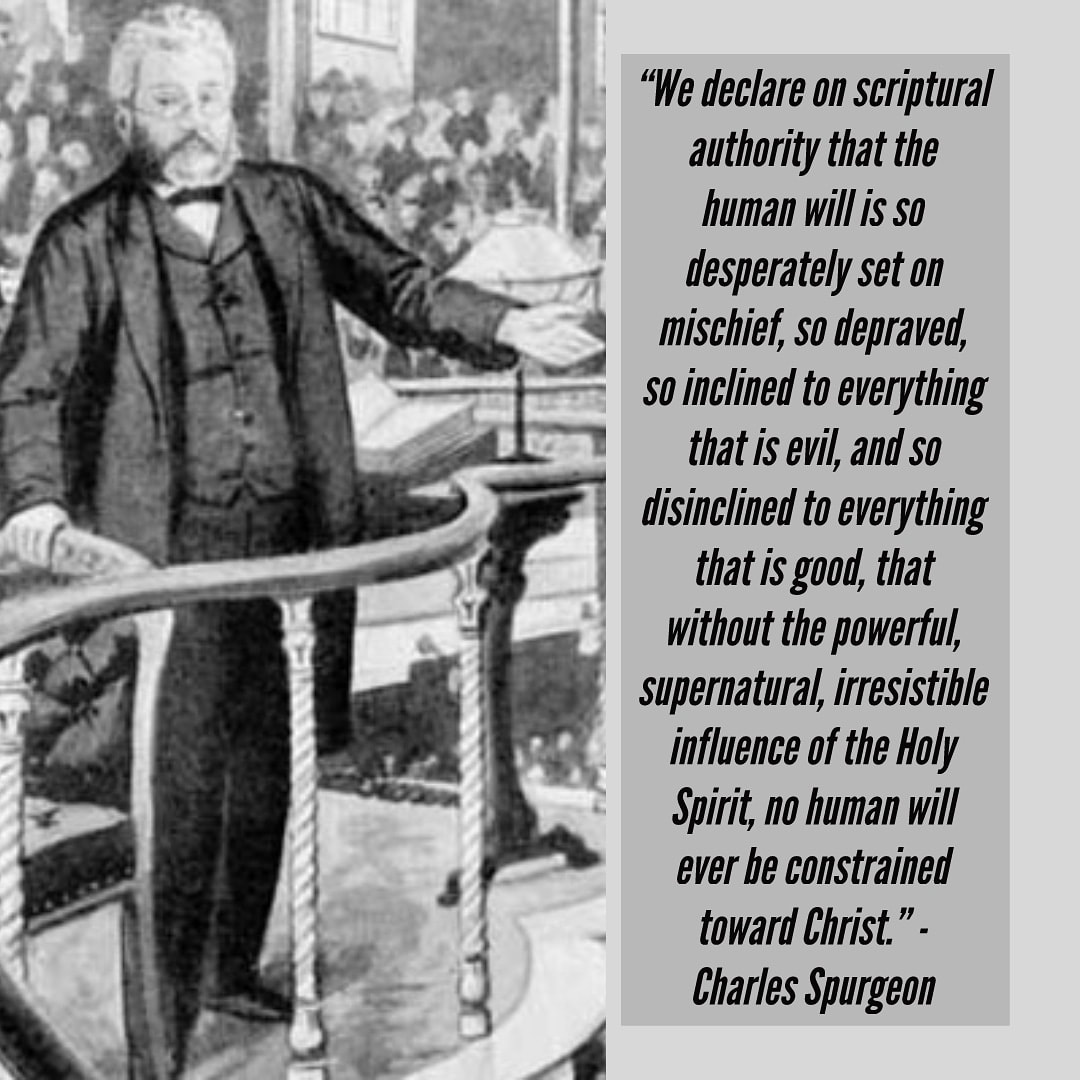 “We declare on scriptural
authority that the
human will is so
desperately set on
mischief, so depraved,
so inclined to everything
that is evil, and so
disinclined to everything
that is good, that
without the powerful,
supernatural, irresistible
influence of the Holy
Spirit, no human will
ever be constrained
toward Christ.” -
Charles Spurgeon